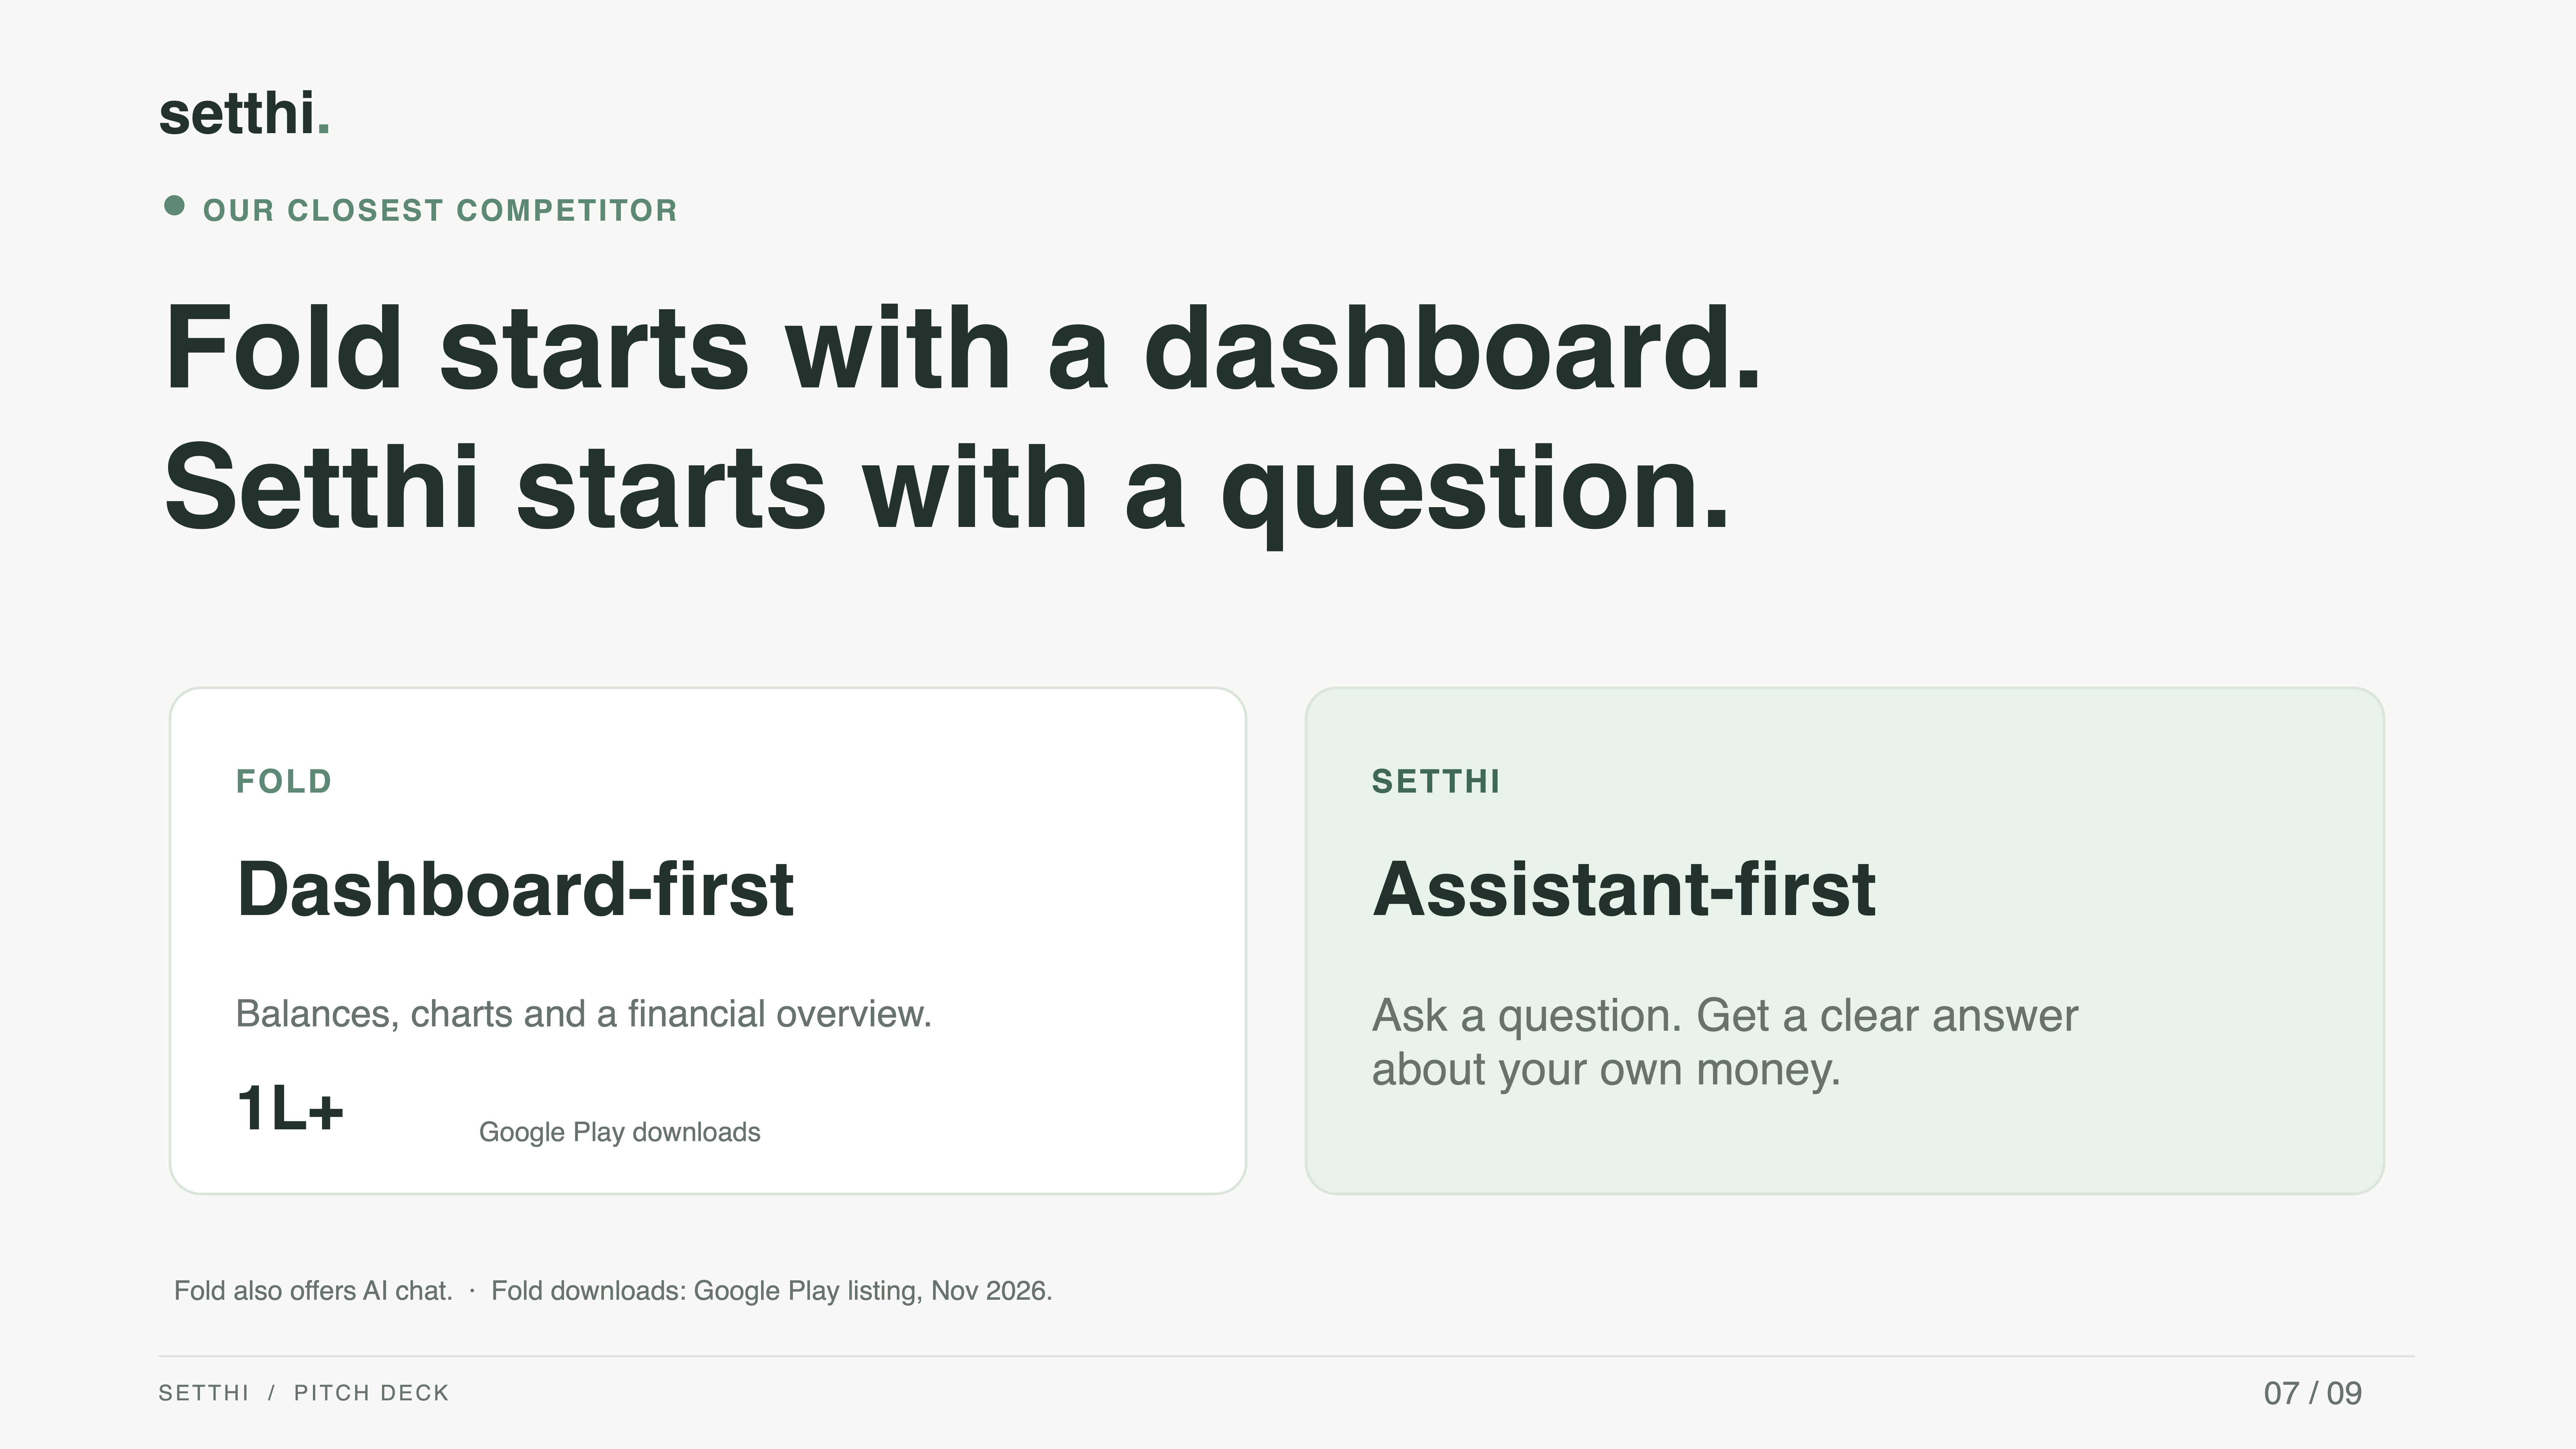 setthi.
OUR CLOSEST COMPETITOR
Fold starts with a dashboard.
Setthi starts with a question.
FOLD
Dashboard-first
Balances, charts and a financial overview.
1L+
Google Play downloads
SETTHI
Assistant-first
Ask a question. Get a clear answer
about your own money.
Fold also offers AI chat. · Fold downloads: Google Play listing, Nov 2026.
SETTHI / PITCH DECK
07 / 09